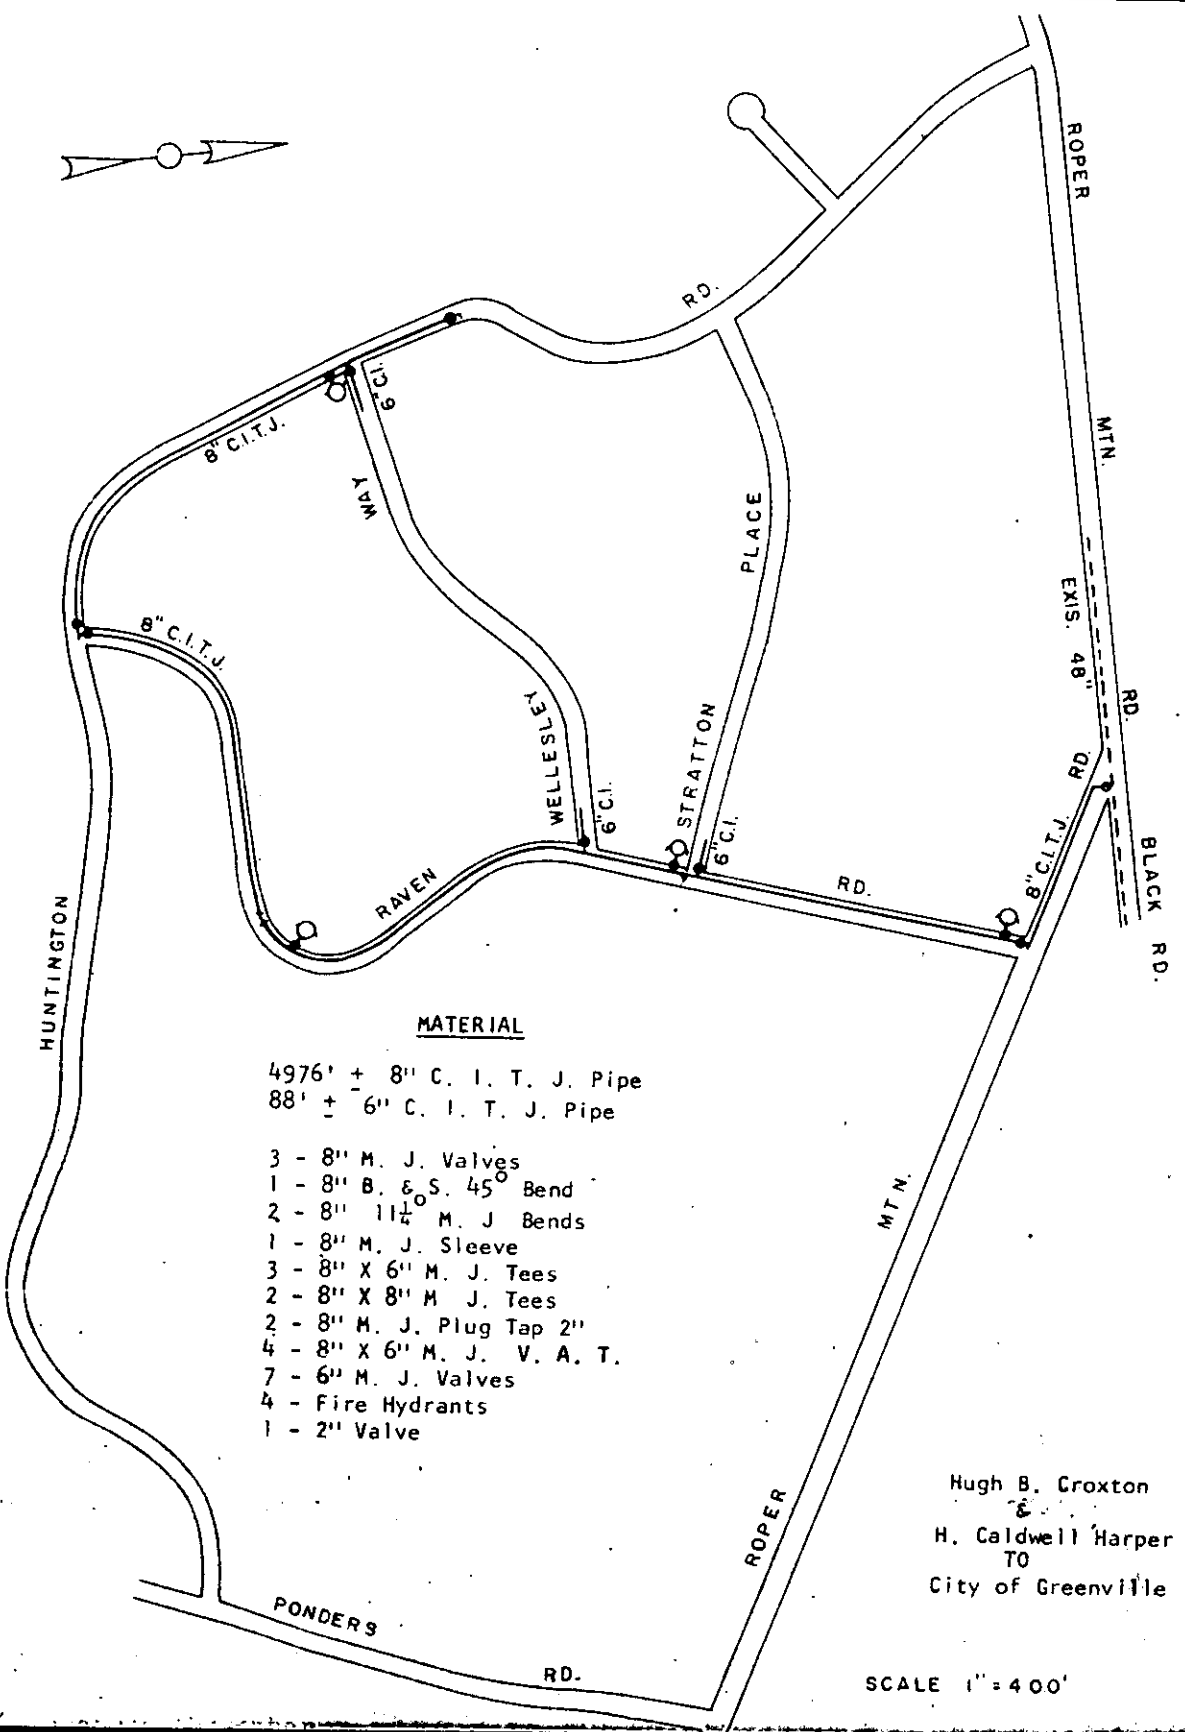 ROPER
MTN.
RD.
RD.
EXIS. 48"
6" C.I.
8" C.I.T.J.
WAY
PLACE
8" C.I.T.J.
WELLESLEY
6" C.I.
STRATTON
6" C.I.
RD.
8" C.I.T.J.
RD.
BLACK RD.
RAVEN
HUNTINGTON
MATERIAL
4976' ± 8" C. I. T. J. Pipe
88' ± 6" C. I. T. J. Pipe
3 - 8" M. J. Valves
1 - 8" B. & S. 45° Bend
2 - 8" 11¼° M. J Bends
1 - 8" M. J. Sleeve
3 - 8" X 6" M. J. Tees
2 - 8" X 8" M J. Tees
2 - 8" M. J. Plug Tap 2"
4 - 8" X 6" M. J. V. A. T.
7 - 6" M. J. Valves
4 - Fire Hydrants
1 - 2" Valve
MTN.
ROPER
PONDERS
RD.
Hugh B. Croxton
&
H. Caldwell Harper
TO
City of Greenville
SCALE 1" = 400'